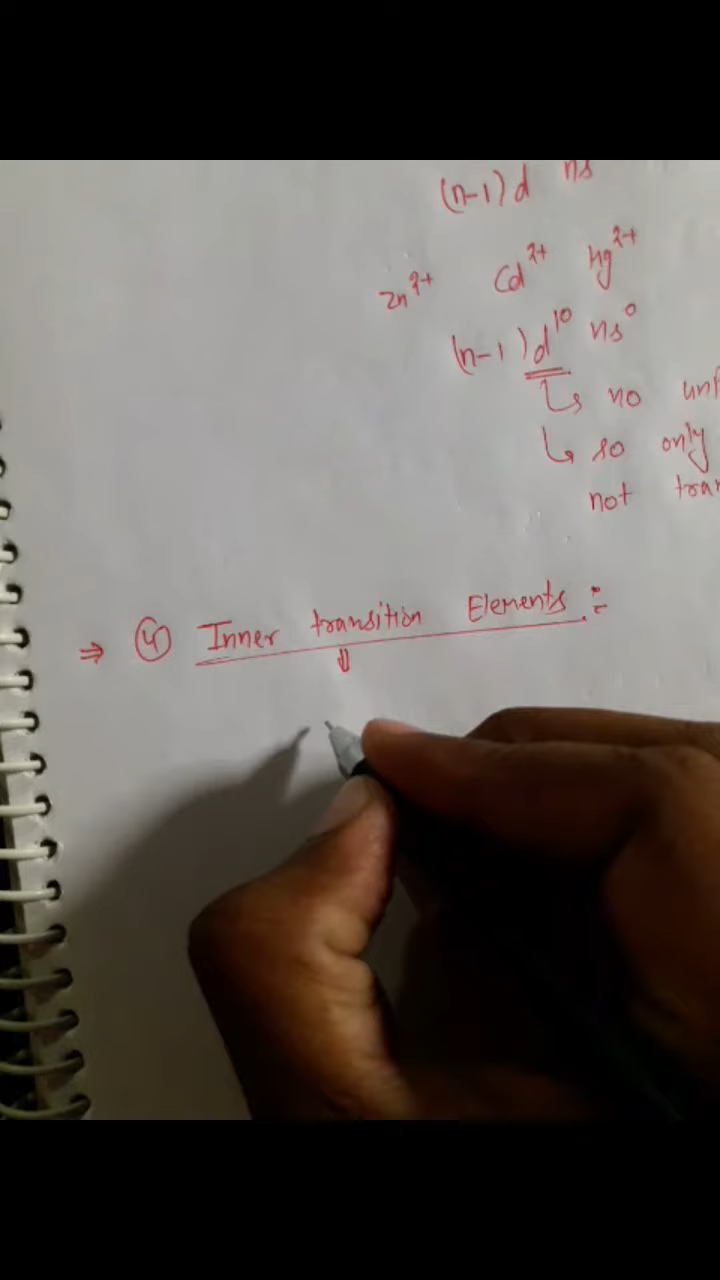 (n-1)d ns
Zn²⁺ Cd²⁺ Hg²⁺
(n-1)d¹⁰ ns⁰
↳ no
↳ so only
not
⇒ ④ Inner transition Elements :-
⇓